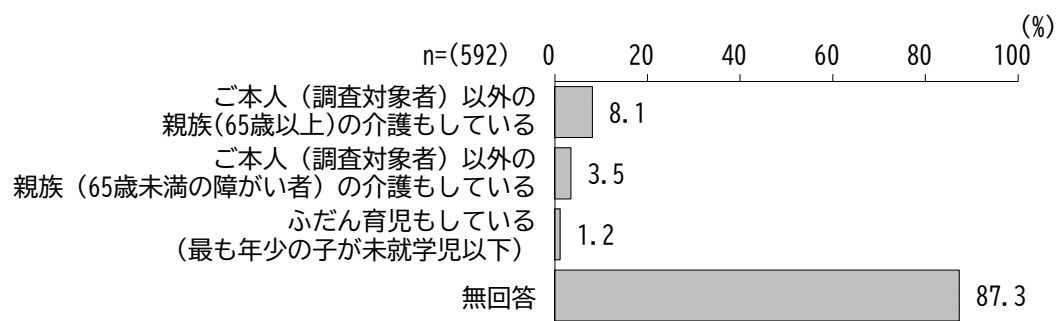 (%)
n=(592) 0 20 40 60 80 100
ご本人（調査対象者）以外の
親族(65歳以上)の介護もしている
8.1
ご本人（調査対象者）以外の
親族（65歳未満の障がい者）の介護もしている
3.5
ふだん育児もしている
（最も年少の子が未就学児以下）
1.2
無回答
87.3